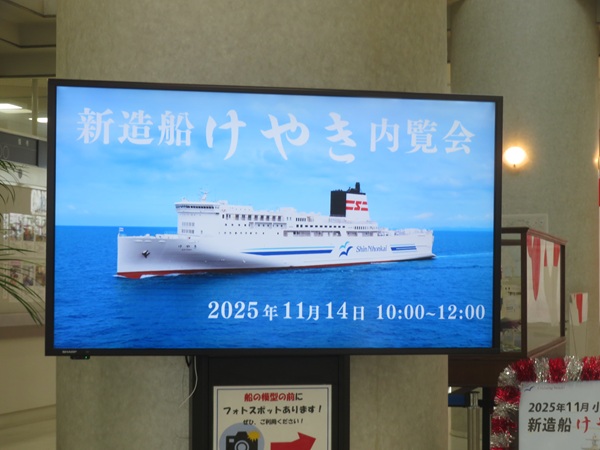 新造船けやき内覧会
Shin Nihonkai
2025年11月14日 10:00~12:00
SHARP
船の模型の前に
フォトスポットあります!
ぜひ、ご利用ください!
2025年11月 小
新造船 けや